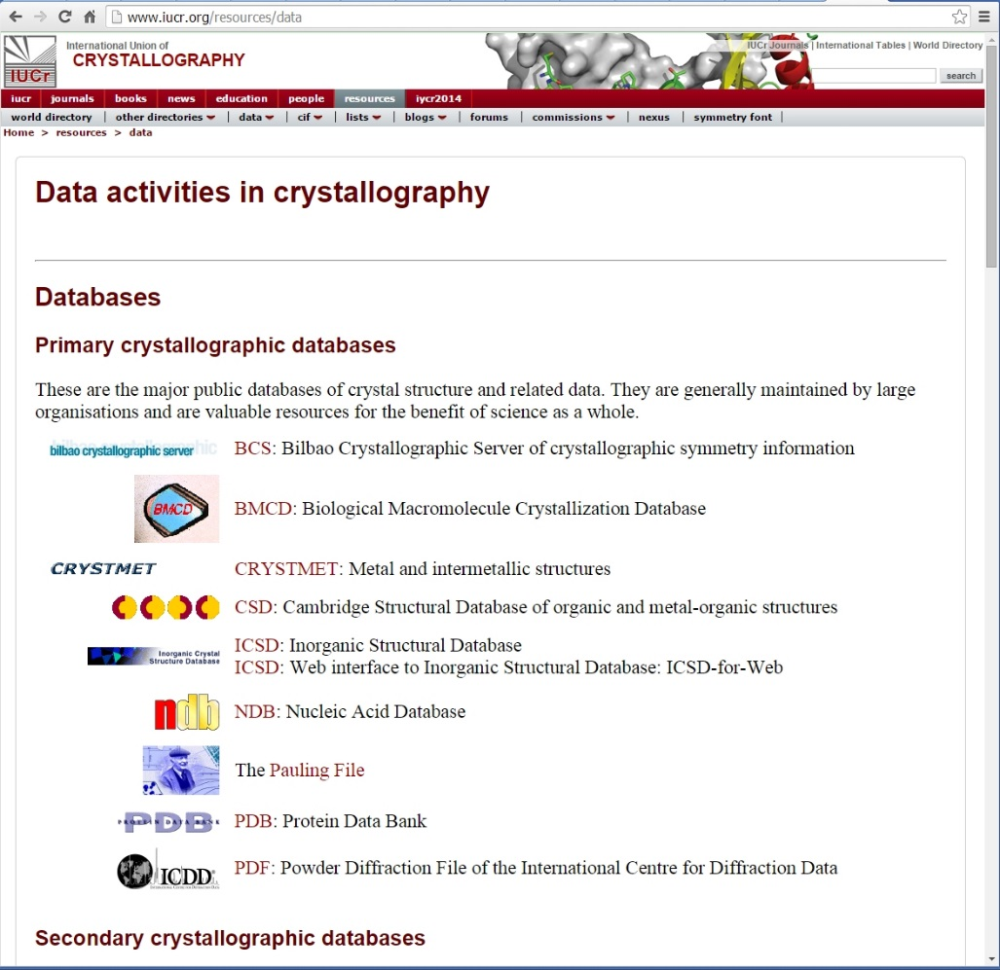 www.iucr.org/resources/data
International Union of
CRYSTALLOGRAPHY
IUCr
IUCr Journals | International Tables | World Directory
search
iucr journals books news education people resources iycr2014
world directory | other directories | data | cif | lists | blogs | forums | commissions | nexus | symmetry font |
Home > resources > data
Data activities in crystallography
Databases
Primary crystallographic databases
These are the major public databases of crystal structure and related data. They are generally maintained by large
organisations and are valuable resources for the benefit of science as a whole.
bilbao crystallographic server
BCS: Bilbao Crystallographic Server of crystallographic symmetry information
BMCD
BMCD: Biological Macromolecule Crystallization Database
CRYSTMET
CRYSTMET: Metal and intermetallic structures
CSD: Cambridge Structural Database of organic and metal-organic structures
Inorganic Crystal
Structure Database
ICSD: Inorganic Structural Database
ICSD: Web interface to Inorganic Structural Database: ICSD-for-Web
ndb
NDB: Nucleic Acid Database
The Pauling File
PROTEIN DATA BANK
PDB
PDB: Protein Data Bank
ICDD
INTERNATIONAL CENTRE FOR DIFFRACTION DATA
PDF: Powder Diffraction File of the International Centre for Diffraction Data
Secondary crystallographic databases